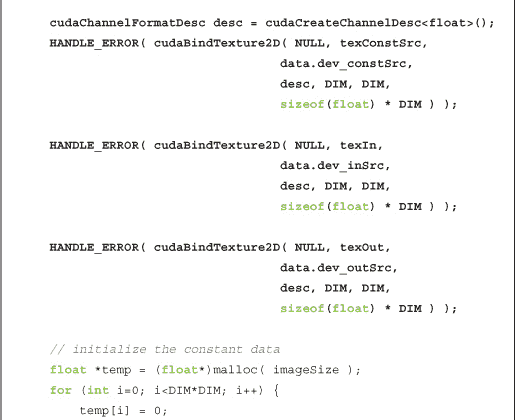 cudaChannelFormatDesc desc = cudaCreateChannelDesc<float>();
HANDLE_ERROR( cudaBindTexture2D( NULL, texConstSrc,
data.dev_constSrc,
desc, DIM, DIM,
sizeof(float) * DIM ) );
HANDLE_ERROR( cudaBindTexture2D( NULL, texIn,
data.dev_inSrc,
desc, DIM, DIM,
sizeof(float) * DIM ) );
HANDLE_ERROR( cudaBindTexture2D( NULL, texOut,
data.dev_outSrc,
desc, DIM, DIM,
sizeof(float) * DIM ) );
// initialize the constant data
float *temp = (float*)malloc( imageSize );
for (int i=0; i<DIM*DIM; i++) {
temp[i] = 0;